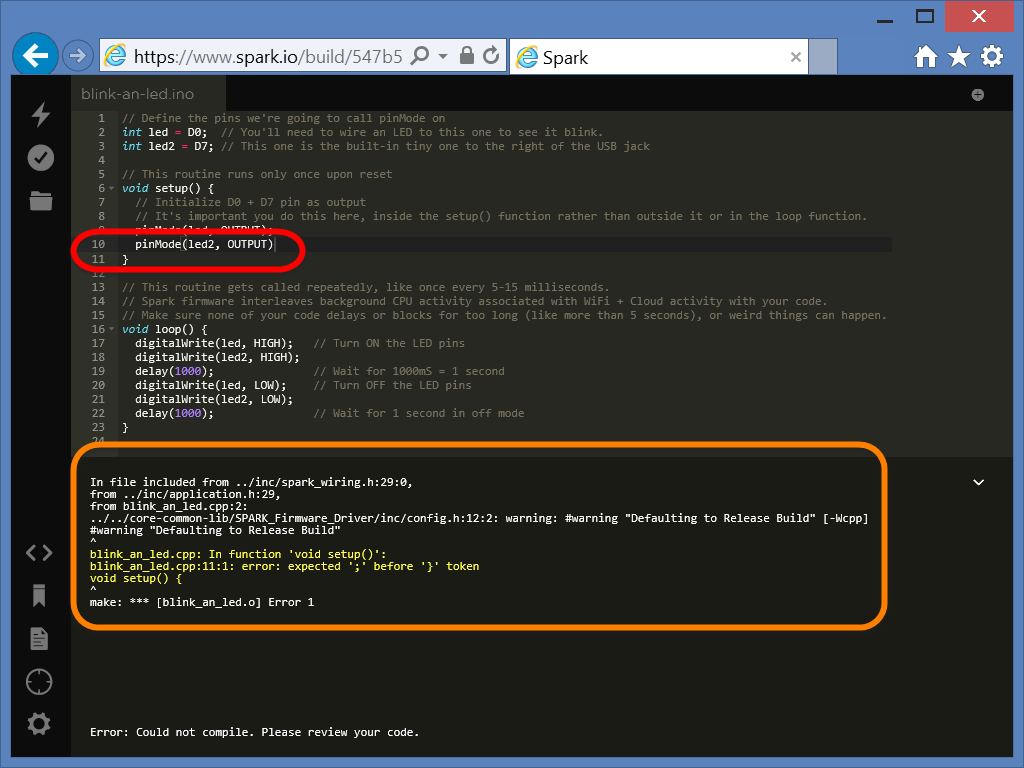 https://www.spark.io/build/547b5
Spark
blink-an-led.ino
1 // Define the pins we're going to call pinMode on
2 int led = D0;  // You'll need to wire an LED to this one to see it blink.
3 int led2 = D7; // This one is the built-in tiny one to the right of the USB jack
4
5 // This routine runs only once upon reset
6 void setup() {
7   // Initialize D0 + D7 pin as output
8   // It's important you do this here, inside the setup() function rather than outside it or in the loop function.
9   pinMode(led, OUTPUT);
10   pinMode(led2, OUTPUT)
11 }
12
13 // This routine gets called repeatedly, like once every 5-15 milliseconds.
14 // Spark firmware interleaves background CPU activity associated with WiFi + Cloud activity with your code.
15 // Make sure none of your code delays or blocks for too long (like more than 5 seconds), or weird things can happen.
16 void loop() {
17   digitalWrite(led, HIGH);   // Turn ON the LED pins
18   digitalWrite(led2, HIGH);
19   delay(1000);               // Wait for 1000mS = 1 second
20   digitalWrite(led, LOW);    // Turn OFF the LED pins
21   digitalWrite(led2, LOW);
22   delay(1000);               // Wait for 1 second in off mode
23 }
24
In file included from ../inc/spark_wiring.h:29:0,
from ../inc/application.h:29,
from blink_an_led.cpp:2:
../../core-common-lib/SPARK_Firmware_Driver/inc/config.h:12:2: warning: #warning "Defaulting to Release Build" [-Wcpp]
#warning "Defaulting to Release Build"
^
blink_an_led.cpp: In function 'void setup()':
blink_an_led.cpp:11:1: error: expected ';' before '}' token
void setup() {
^
make: *** [blink_an_led.o] Error 1
Error: Could not compile. Please review your code.